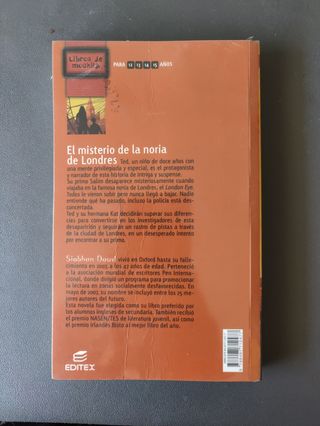 Libros de
mochila
PARA 12 13 14 15 AÑOS
El misterio de la noria
de Londres Ted, un niño de doce años con
una mente privilegiada y especial, es el protagonista
y narrador de esta historia de intriga y suspense.
Su primo Salim desaparece misteriosamente cuando
viajaba en la famosa noria de Londres, el London Eye.
Todos le vieron subir pero nunca llegó a bajar. Nadie
entiende qué ha pasado, incluso la policía está des-
concertada.
Ted y su hermana Kat decidirán superar sus diferen-
cias para convertirse en los investigadores de esta
desaparición y seguirán un rastro de pistas a través
de la ciudad de Londres, en un desesperado intento
por encontrar a su primo.
Siobhan Dowd vivió en Oxford hasta su falle-
cimiento en 2007, a los 47 años de edad. Perteneció
a la asociación mundial de escritores Pen Interna-
cional, donde dirigió un programa para promocionar
la lectura en zonas socialmente desfavorecidas. En
mayo de 2007 su nombre se incluyó entre los 25 me-
jores autores del futuro.
Esta novela fue elegida como su libro preferido por
los alumnos ingleses de secundaria. También recibió
el premio NASEN/TES de literatura juvenil, así como
el premio irlandés Bisto al mejor libro del año.
EDITEX